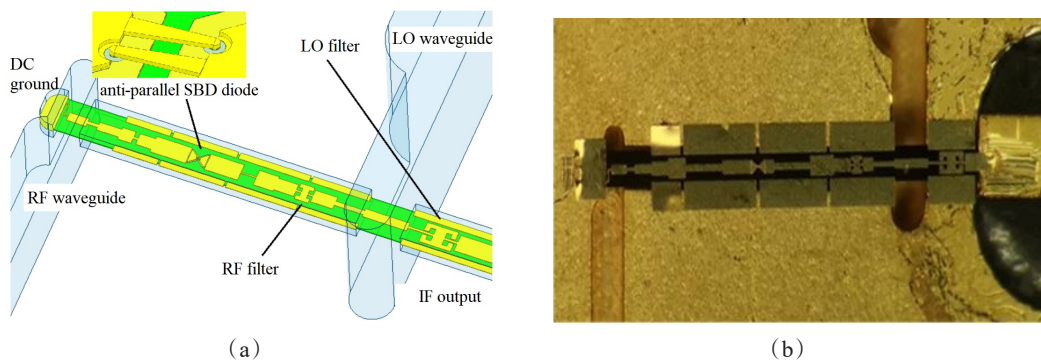 LO waveguide
LO filter
DC
ground
anti-parallel SBD diode
RF waveguide
RF filter
IF output
(a)
(b)